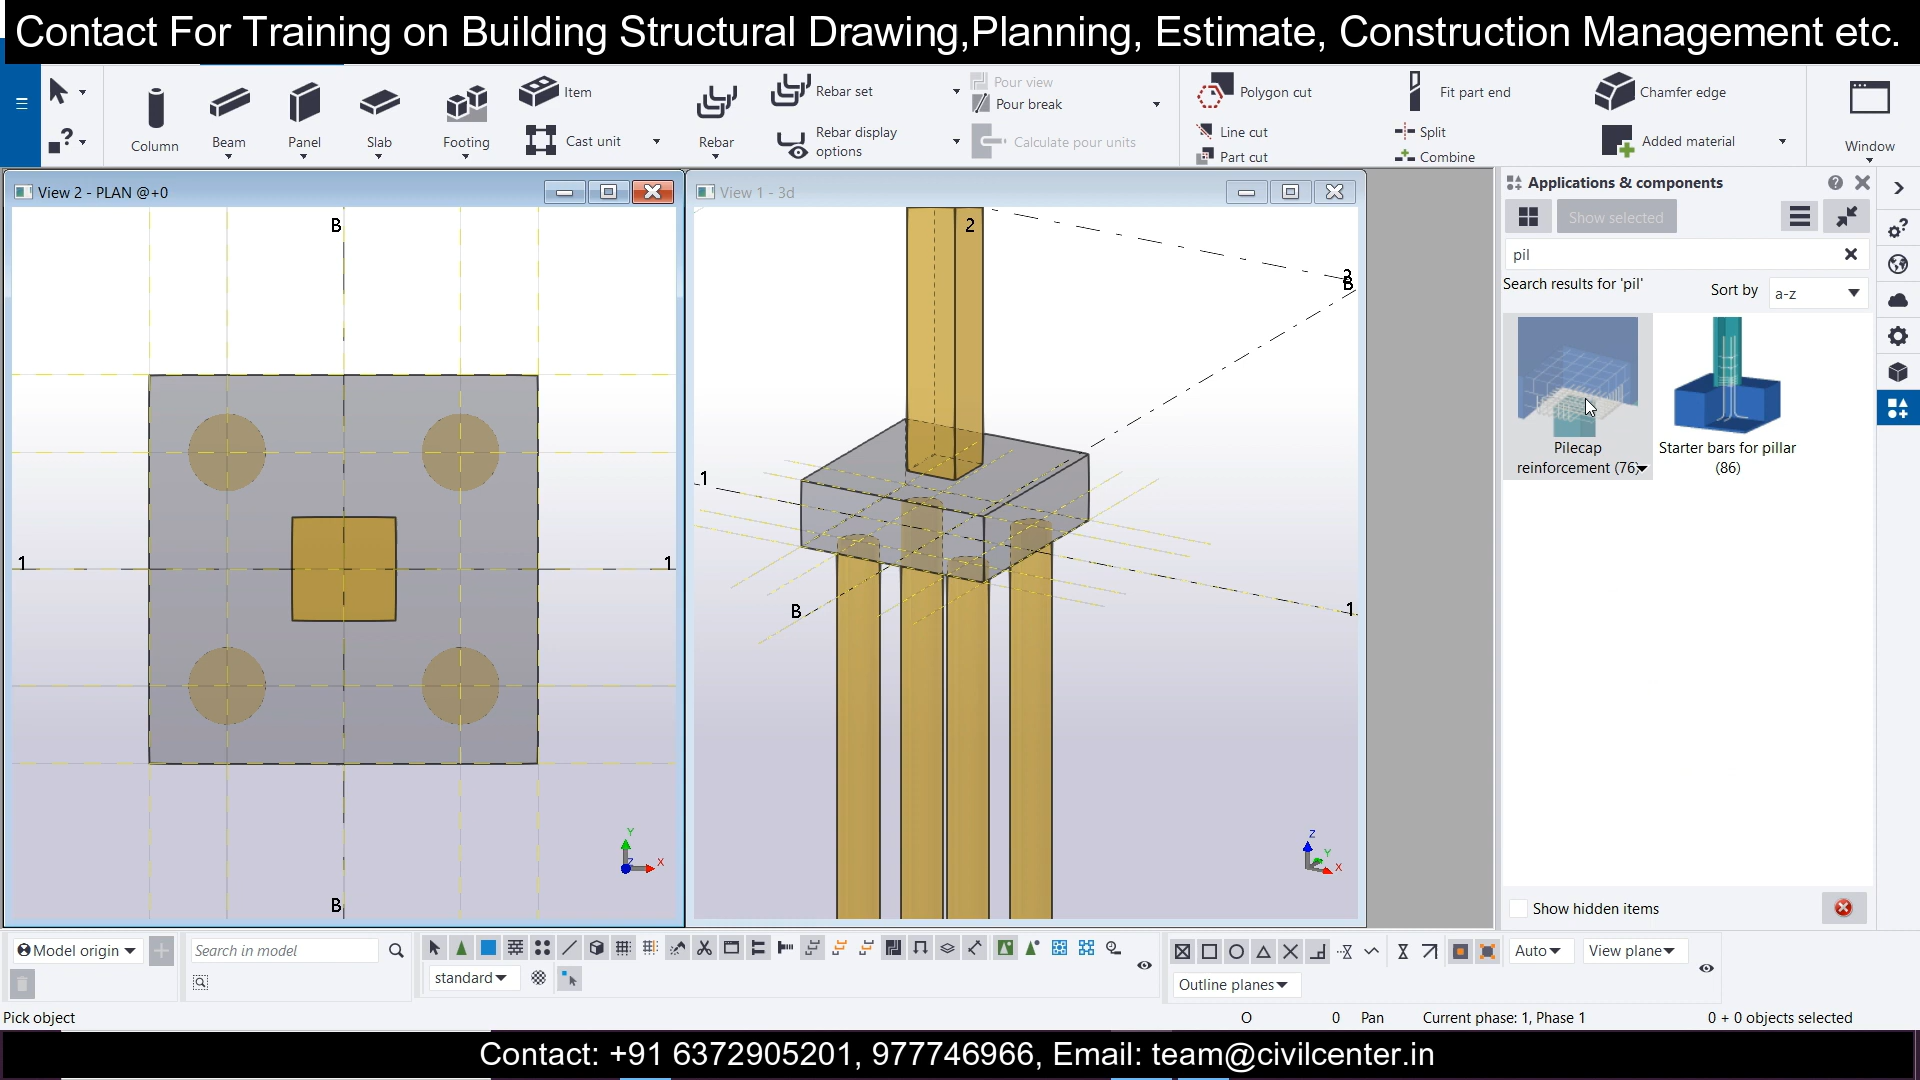 Contact For Training on Building Structural Drawing,Planning, Estimate, Construction Management etc.
Column
Beam
Panel
Slab
Footing
Item
Cast unit
Rebar
Rebar set
Rebar display
options
Pour view
Pour break
Calculate pour units
Polygon cut
Line cut
Part cut
Fit part end
Split
Combine
Chamfer edge
Added material
Window
View 2 - PLAN @+0
View 1 - 3d
B
1
1
B
Y
Z
X
2
2
B
1
B
1
Z
Y
X
Applications & components
Show selected
pil
Search results for 'pil'
Sort by
a-z
Pilecap
reinforcement (76)
Starter bars for pillar
(86)
Show hidden items
Model origin
Search in model
standard
Auto
View plane
Outline planes
Pick object
O
0
Pan
Current phase: 1, Phase 1
0 + 0 objects selected
Contact: +91 6372905201, 977746966, Email: team@civilcenter.in